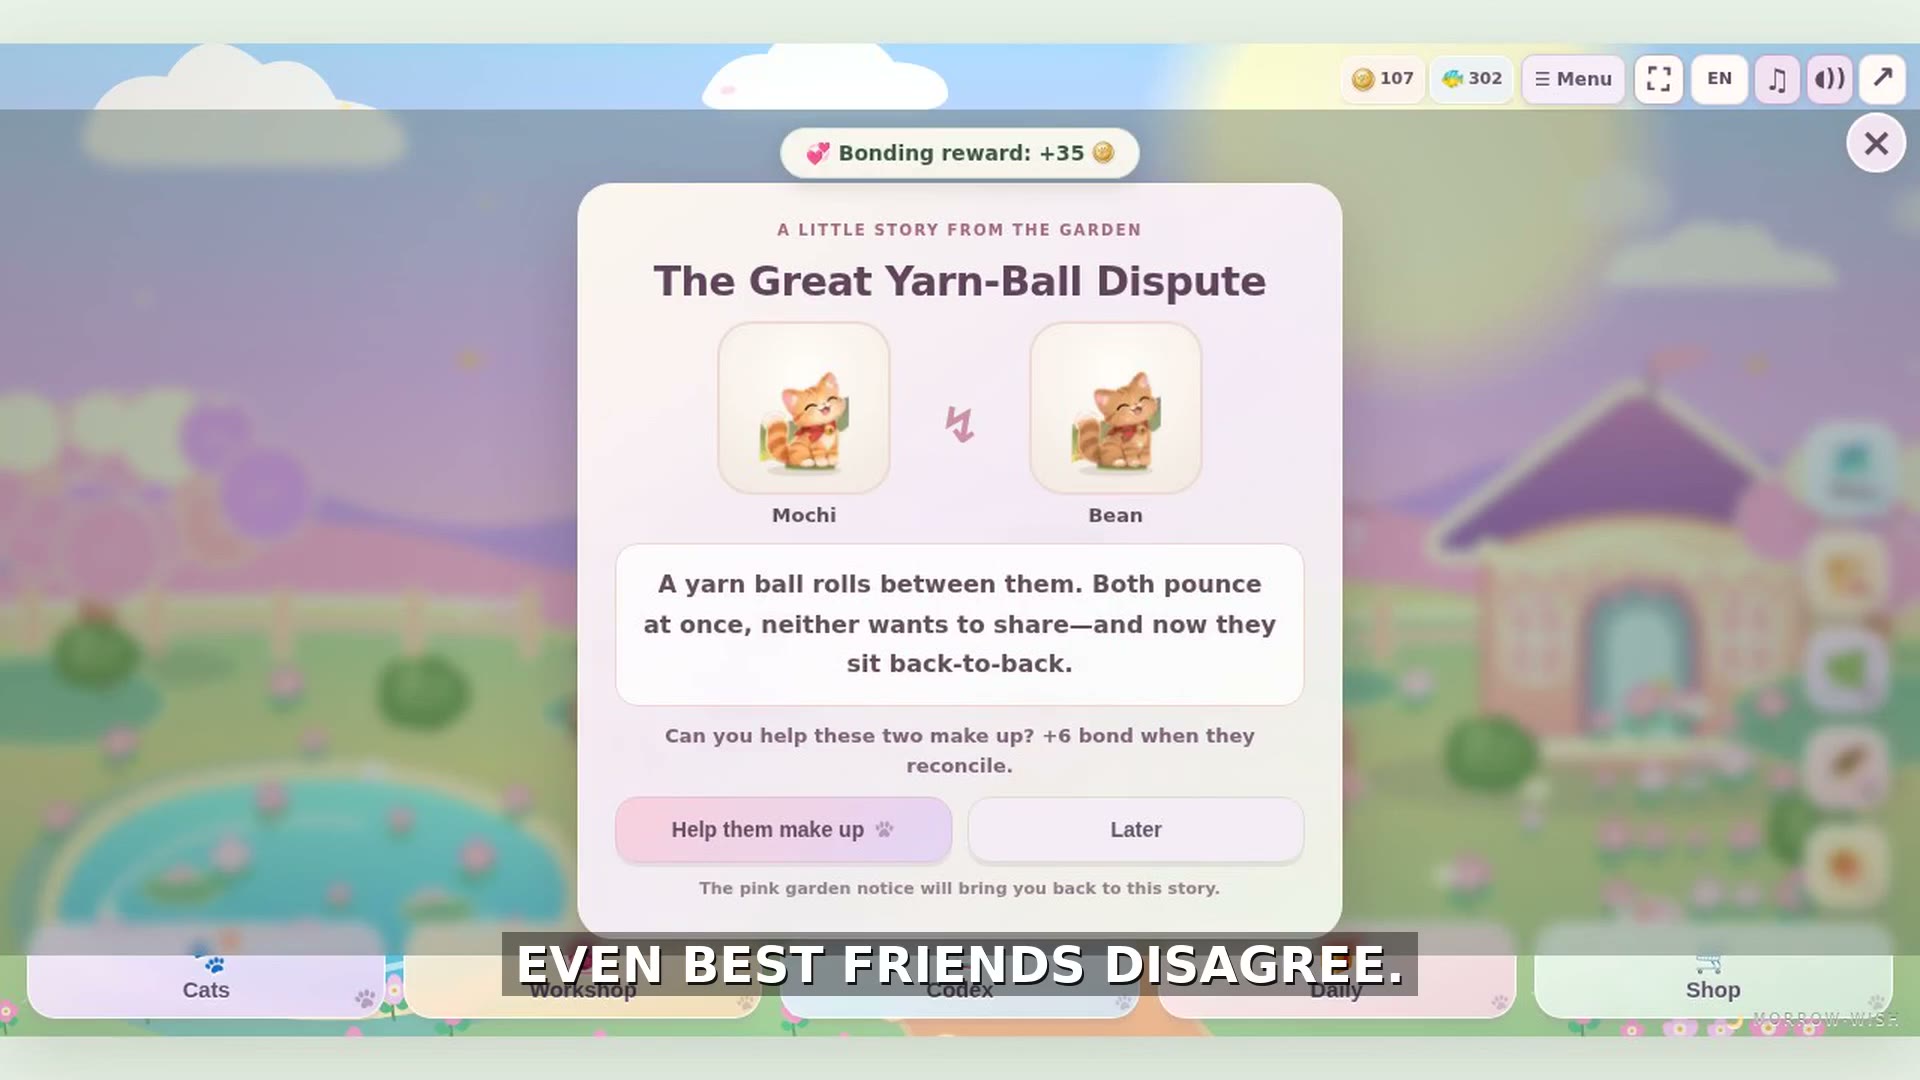 107
302
☰ Menu
EN
Bonding reward: +35
A LITTLE STORY FROM THE GARDEN
The Great Yarn-Ball Dispute
Mochi
Bean
A yarn ball rolls between them. Both pounce
at once, neither wants to share—and now they
sit back-to-back.
Can you help these two make up? +6 bond when they
reconcile.
Help them make up
Later
The pink garden notice will bring you back to this story.
EVEN BEST FRIENDS DISAGREE.
Cats
Workshop
Codex
Daily
Shop
MORROW-WISH